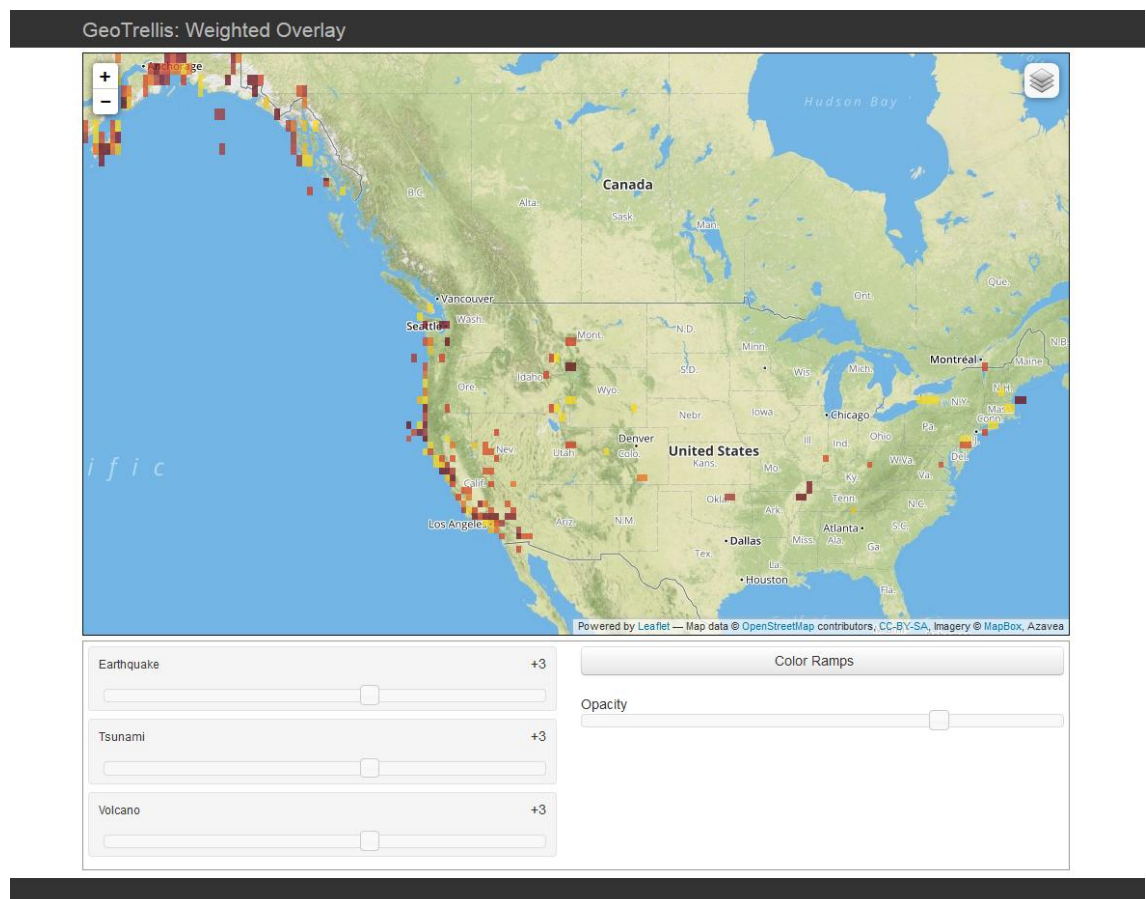 GeoTrellis: Weighted Overlay
+
−
Anchorage
Hudson Bay
Canada
B.C.
Alta.
Sask.
Man.
Ont.
Que.
Vancouver
Seattle
Wash.
Mont.
N.D.
Minn.
Montréal
Maine
N.B.
Ore.
Idaho
Wyo.
S.D.
Wis.
Mich.
N.H.
N.Y.
Mass.
Conn.
Nebr.
Iowa
Chicago
Pa.
Nev.
Utah
Denver
Colo.
United States
Kans.
Mo.
Ill.
Ind.
Ohio
W.Va.
Va.
Del.
Ky.
Calif.
Okla.
Ark.
Tenn.
N.C.
ific
Los Angeles
Ariz.
N.M.
Atlanta
S.C.
Dallas
Miss.
Ala.
Ga.
Tex.
La.
Houston
Fla.
Powered by Leaflet — Map data © OpenStreetMap contributors, CC-BY-SA, Imagery © MapBox, Azavea
Earthquake +3
Color Ramps
Opacity
Tsunami +3
Volcano +3